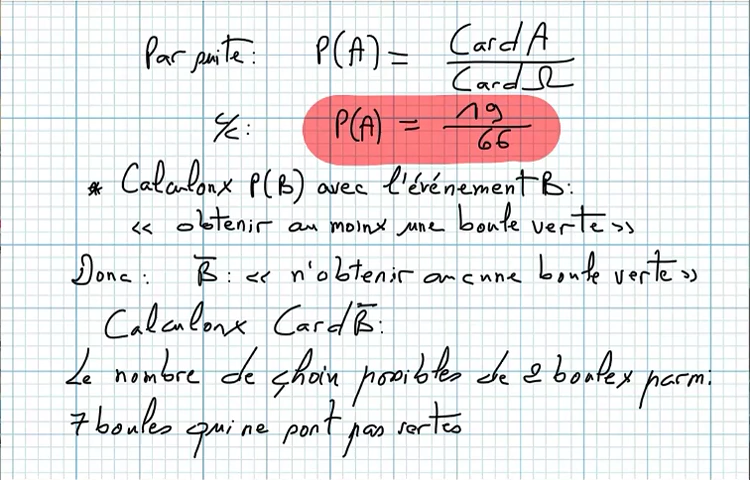 Par suite: P(A) = Card A / Card Ω
C/C: P(A) = 19/66
* Calculons P(B) avec l'événement B:
<< obtenir au moins une boule verte >>
Donc: B̅: << n'obtenir aucune boule verte >>
Calculons Card B̅:
Le nombre de choix possibles de 2 boules parmi
7 boules qui ne sont pas vertes